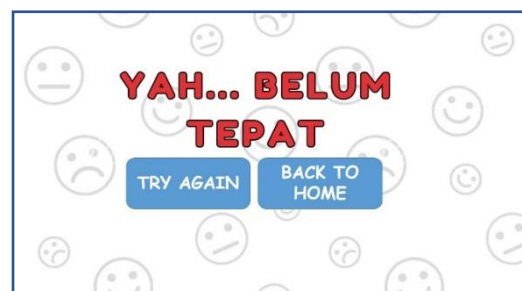 YAH... BELUM
TEPAT
TRY AGAIN
BACK TO
HOME